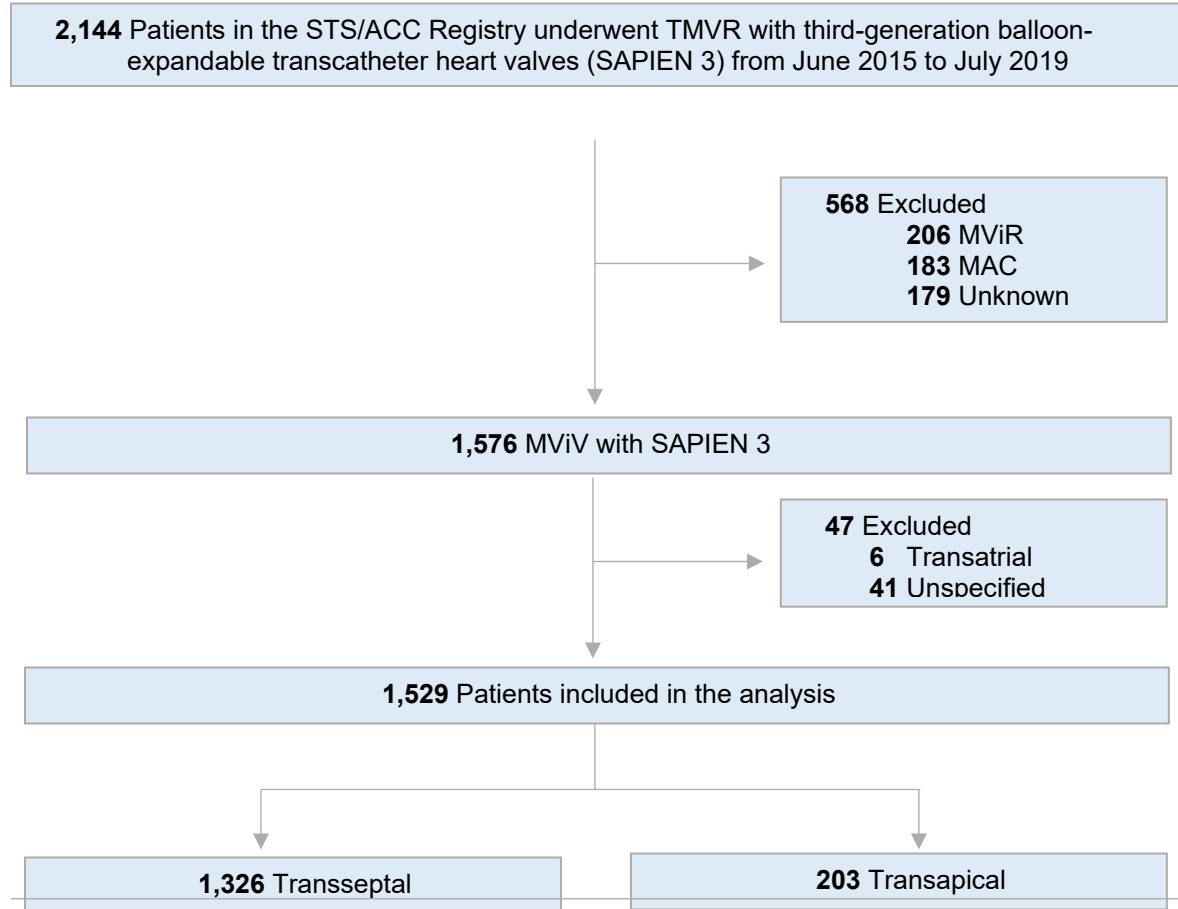 2,144 Patients in the STS/ACC Registry underwent TMVR with third-generation balloon-
expandable transcatheter heart valves (SAPIEN 3) from June 2015 to July 2019
568 Excluded
206 MViR
183 MAC
179 Unknown
1,576 MViV with SAPIEN 3
47 Excluded
6 Transatrial
41 Unspecified
1,529 Patients included in the analysis
1,326 Transseptal
203 Transapical